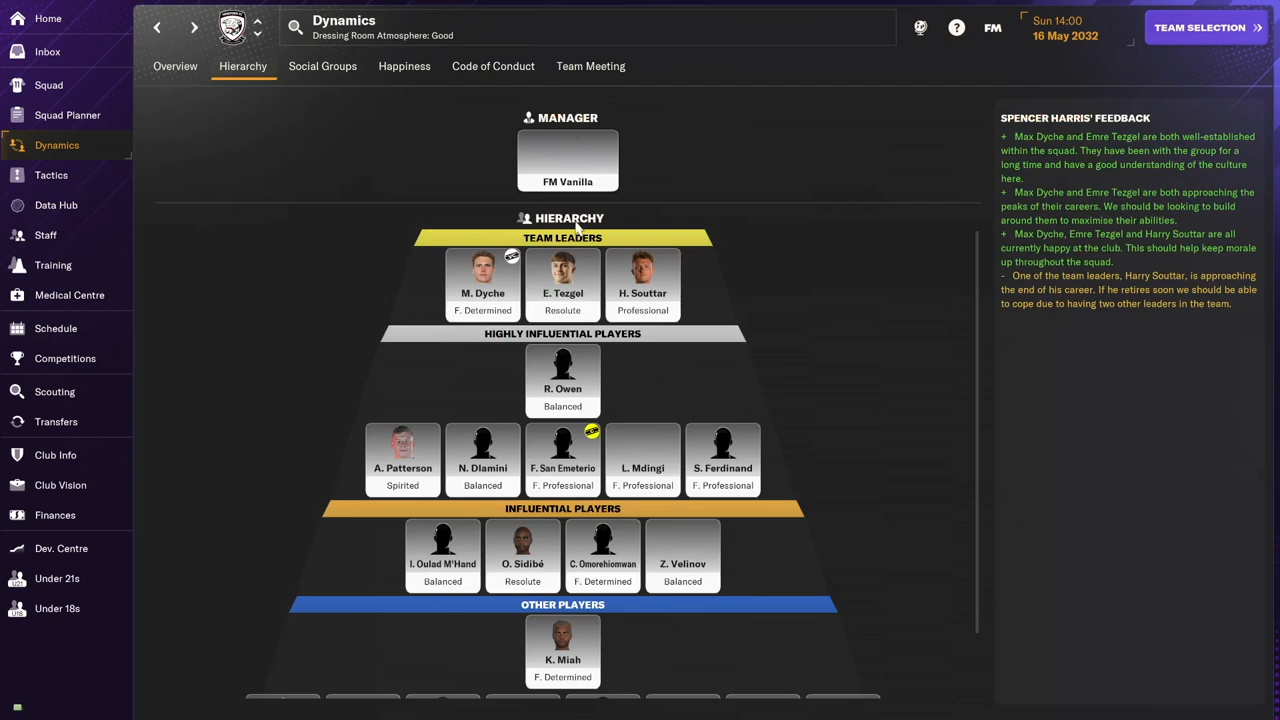 Home
Inbox
Squad
Squad Planner
Dynamics
Tactics
Data Hub
Staff
Training
Medical Centre
Schedule
Competitions
Scouting
Transfers
Club Info
Club Vision
Finances
Dev. Centre
Under 21s
Under 18s
Dynamics
Dressing Room Atmosphere: Good
FM
Sun 14:00
16 May 2032
TEAM SELECTION
Overview
Hierarchy
Social Groups
Happiness
Code of Conduct
Team Meeting
MANAGER
FM Vanilla
HIERARCHY
TEAM LEADERS
M. Dyche
E. Tezgel
H. Souttar
F. Determined
Resolute
Professional
HIGHLY INFLUENTIAL PLAYERS
R. Owen
Balanced
A. Patterson
N. Dlamini
F. San Emeterio
L. Mdingi
S. Ferdinand
Spirited
Balanced
F. Professional
F. Professional
F. Professional
INFLUENTIAL PLAYERS
I. Oulad M'Hand
O. Sidibé
C. Omorehiomwan
Z. Velinov
Balanced
Resolute
F. Determined
Balanced
OTHER PLAYERS
K. Miah
F. Determined
SPENCER HARRIS' FEEDBACK
+ Max Dyche and Emre Tezgel are both well-established
within the squad. They have been with the group for a
long time and have a good understanding of the culture
here.
+ Max Dyche and Emre Tezgel are both approaching the
peaks of their careers. We should be looking to build
around them to maximise their abilities.
+ Max Dyche, Emre Tezgel and Harry Souttar are all
currently happy at the club. This should help keep morale
up throughout the squad.
- One of the team leaders, Harry Souttar, is approaching
the end of his career. If he retires soon we should be able
to cope due to having two other leaders in the team.